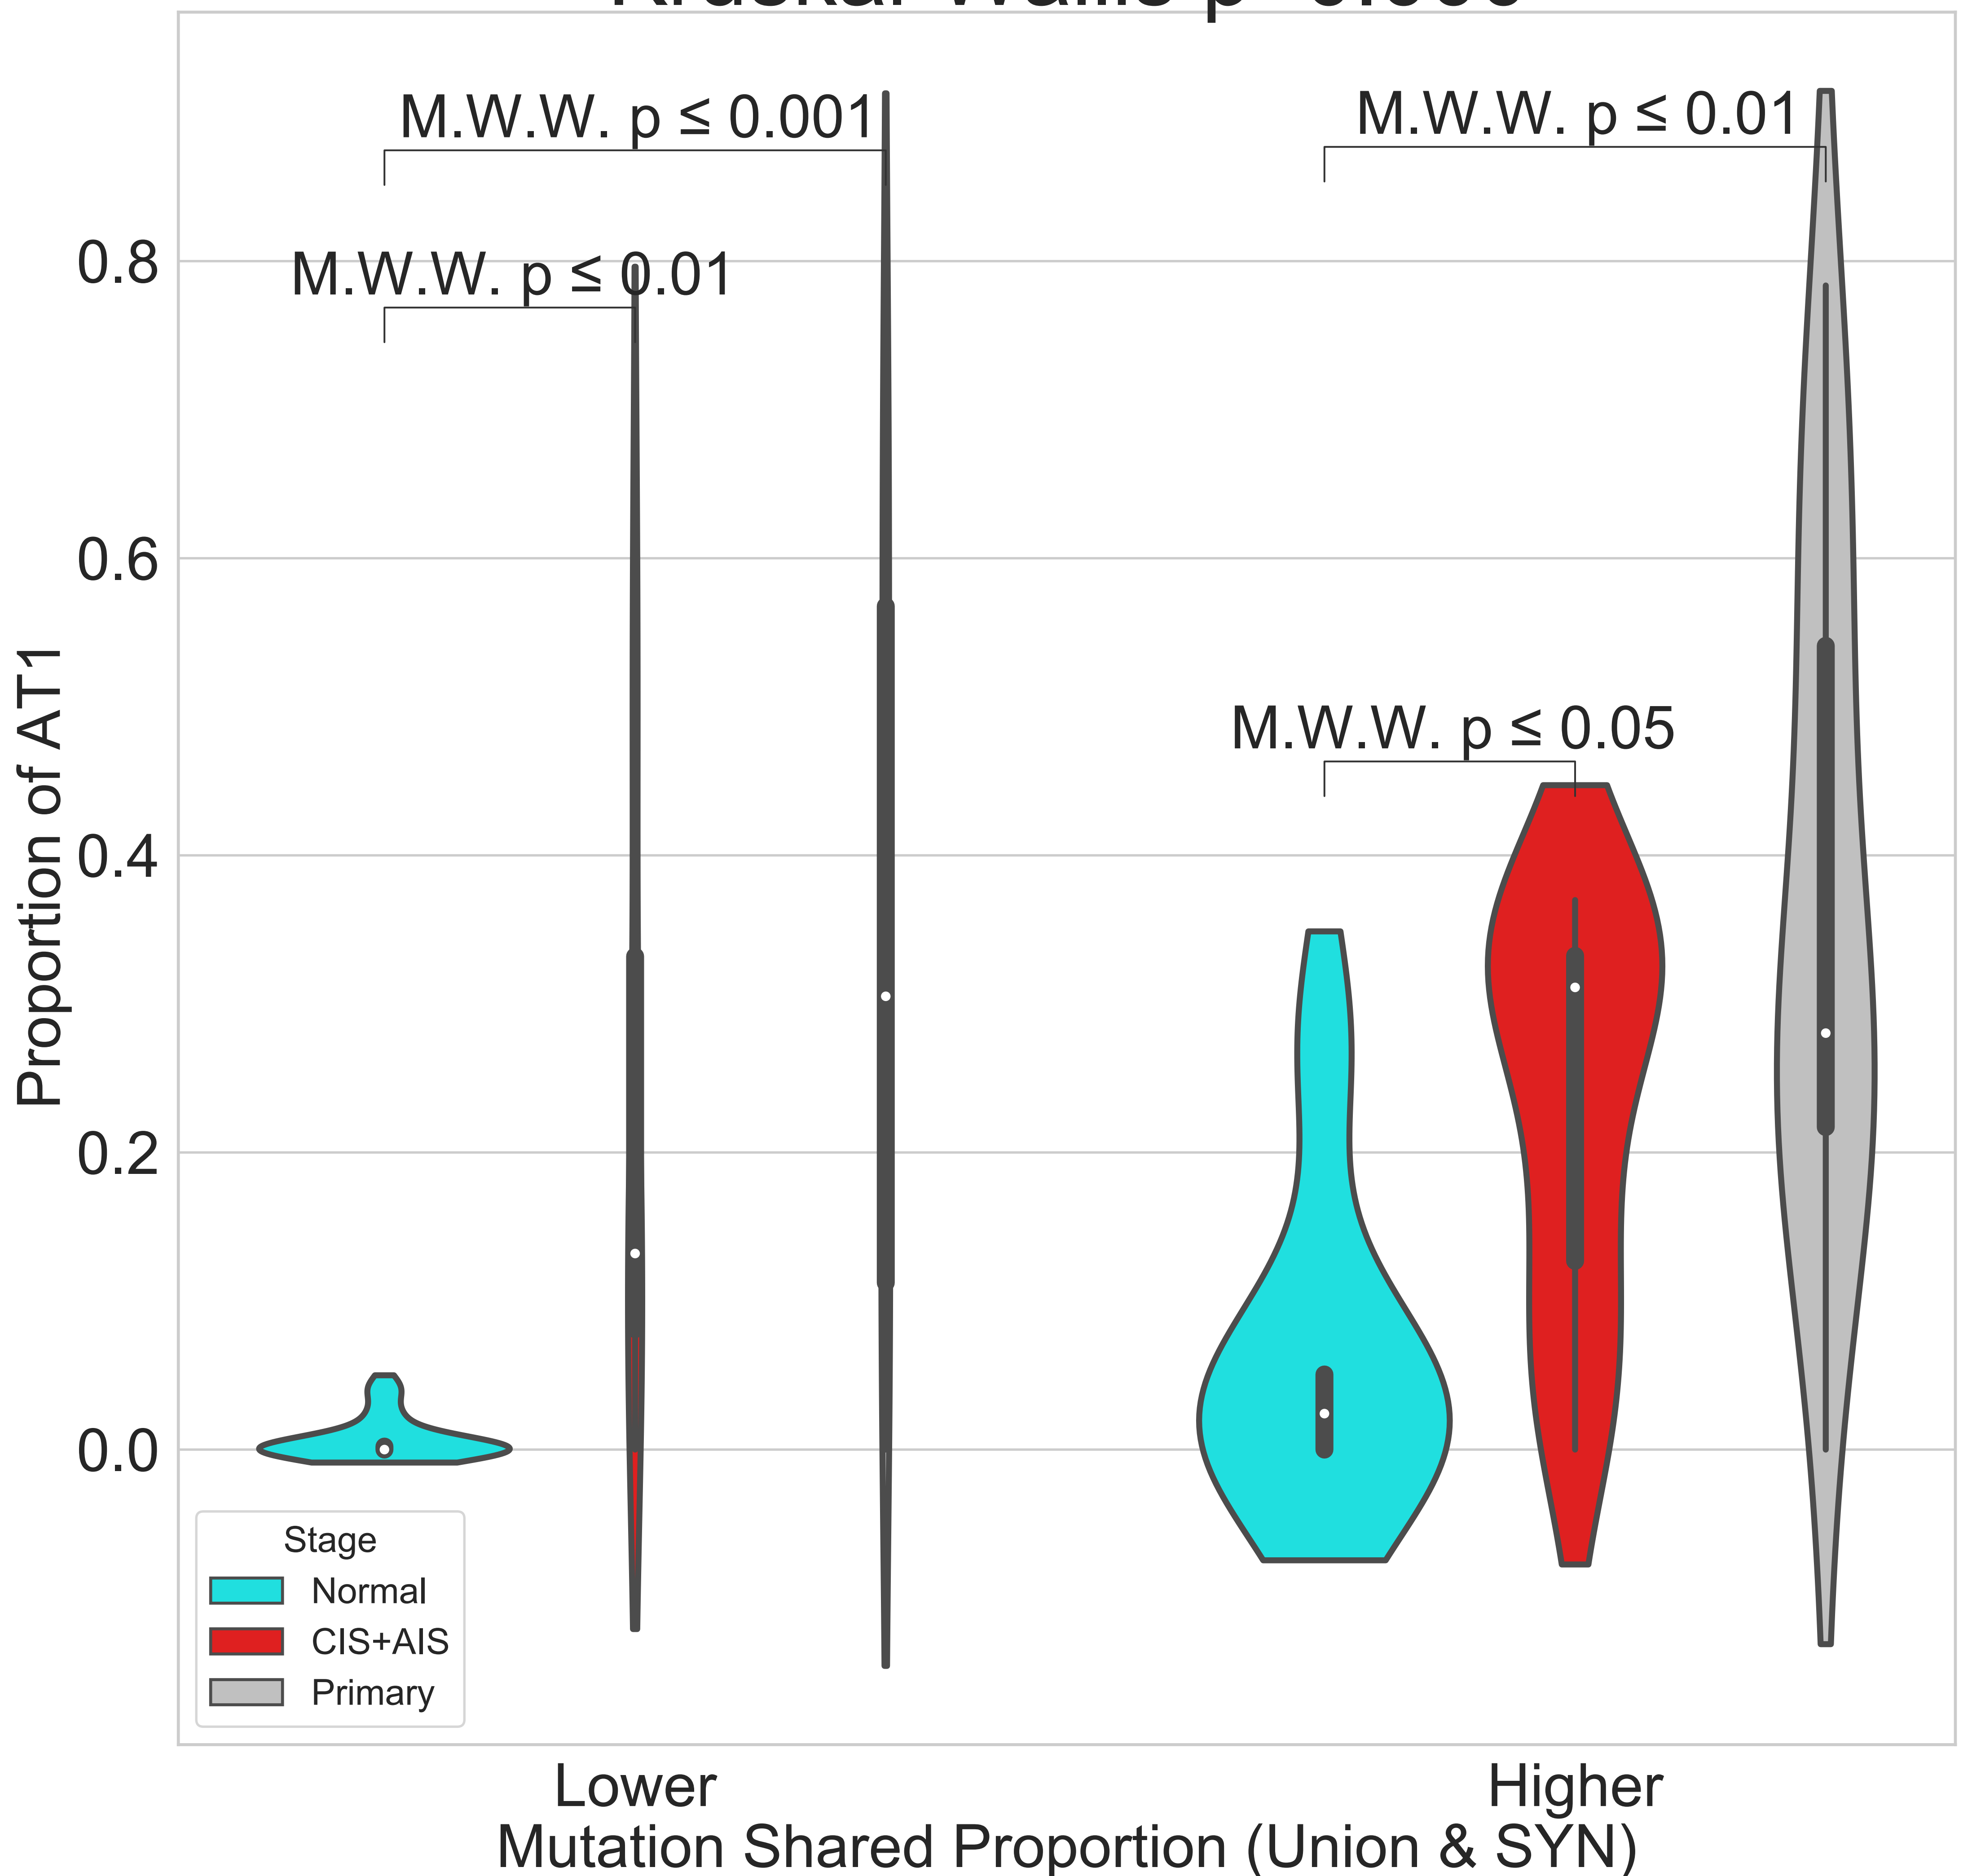 M.W.W. p ≤ 0.001
M.W.W. p ≤ 0.01
M.W.W. p ≤ 0.01
M.W.W. p ≤ 0.05
0.8
0.6
0.4
0.2
0.0
Proportion of AT1
Stage
Normal
CIS+AIS
Primary
Lower
Higher
Mutation Shared Proportion (Union & SYN)